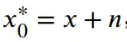 x₀* = x + n,